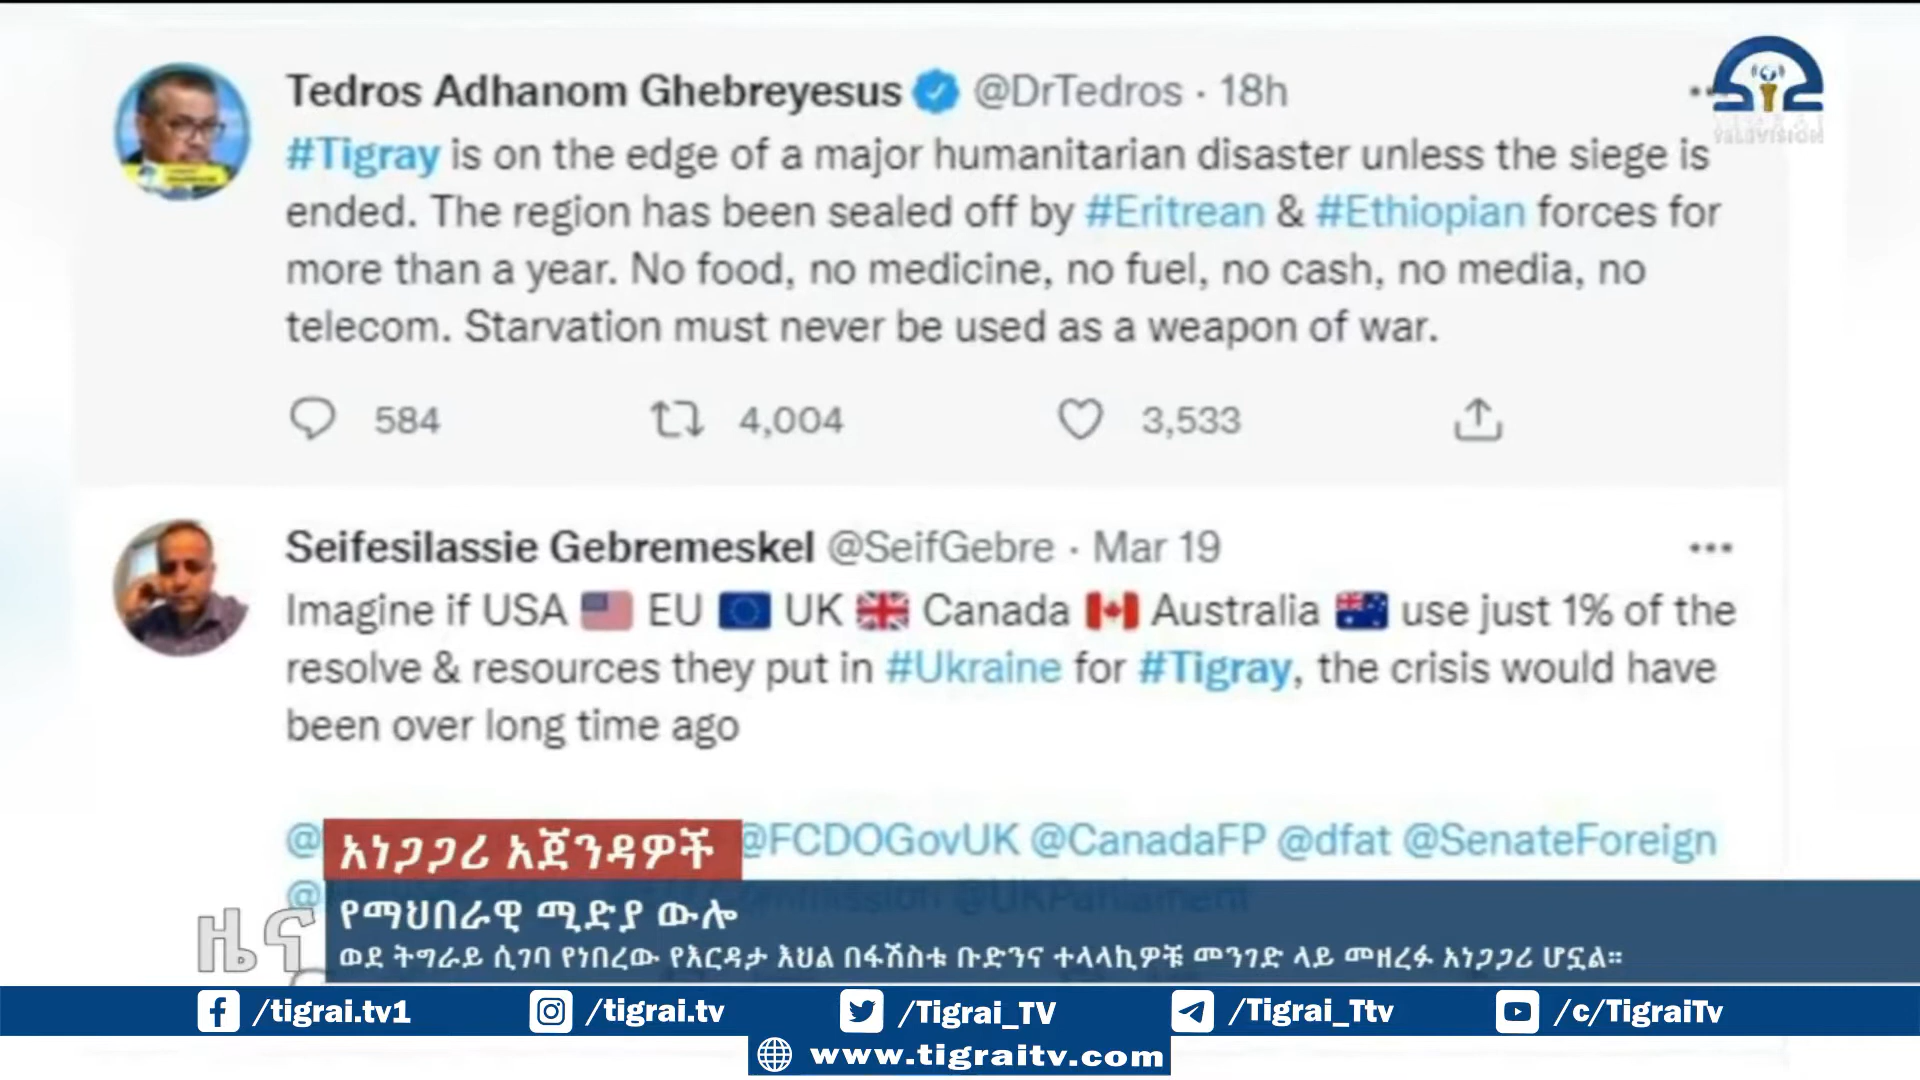 Tedros Adhanom Ghebreyesus @DrTedros · 18h
#Tigray is on the edge of a major humanitarian disaster unless the siege is
ended. The region has been sealed off by #Eritrean & #Ethiopian forces for
more than a year. No food, no medicine, no fuel, no cash, no media, no
telecom. Starvation must never be used as a weapon of war.
584 4,004 3,533
Seifesilassie Gebremeskel @SeifGebre · Mar 19
Imagine if USA EU UK Canada Australia use just 1% of the
resolve & resources they put in #Ukraine for #Tigray, the crisis would have
been over long time ago
@FCDOGovUK @CanadaFP @dfat @SenateForeign
@UKParliament
አነጋጋሪ አጀንዳዎች
ዜና
የማህበራዊ ሚድያ ውሎ
ወደ ትግራይ ሲገባ የነበረው የእርዳታ እህል በፋሽስቱ ቡድንና ተላላኪዎቹ መንገድ ላይ መዘረፉ አነጋጋሪ ሆኗል።
/tigrai.tv1 /tigrai.tv /Tigrai_TV /Tigrai_Ttv /c/TigraiTv
www.tigraitv.com